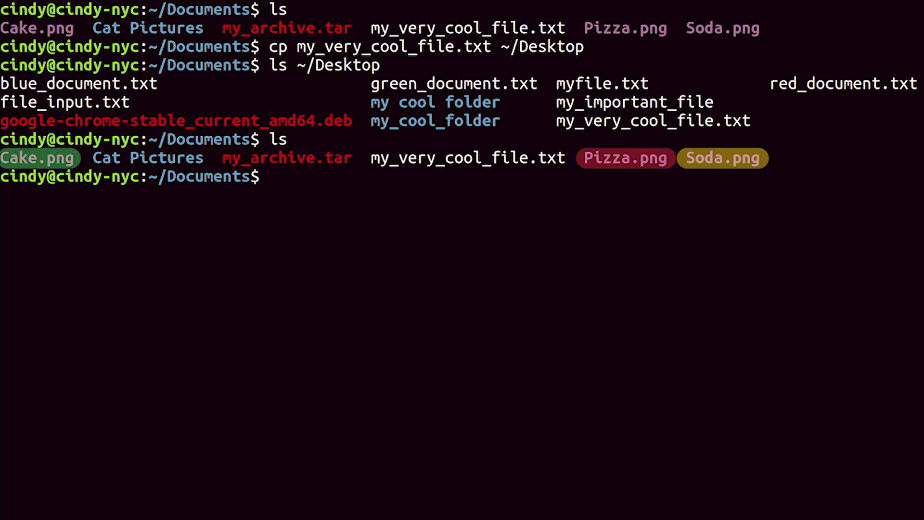 cindy@cindy-nyc:~/Documents$ ls
Cake.png  Cat Pictures  my_archive.tar  my_very_cool_file.txt  Pizza.png  Soda.png
cindy@cindy-nyc:~/Documents$ cp my_very_cool_file.txt ~/Desktop
cindy@cindy-nyc:~/Documents$ ls ~/Desktop
blue_document.txt  green_document.txt  myfile.txt  red_document.txt
file_input.txt  my cool folder  my_important_file
google-chrome-stable_current_amd64.deb  my_cool_folder  my_very_cool_file.txt
cindy@cindy-nyc:~/Documents$ ls
Cake.png  Cat Pictures  my_archive.tar  my_very_cool_file.txt  Pizza.png  Soda.png
cindy@cindy-nyc:~/Documents$